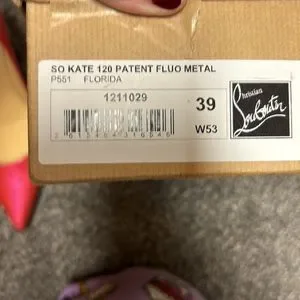 SO KATE 120 PATENT FLUO METAL
P551 FLORIDA
1211029
39
W53
Christian
Louboutin